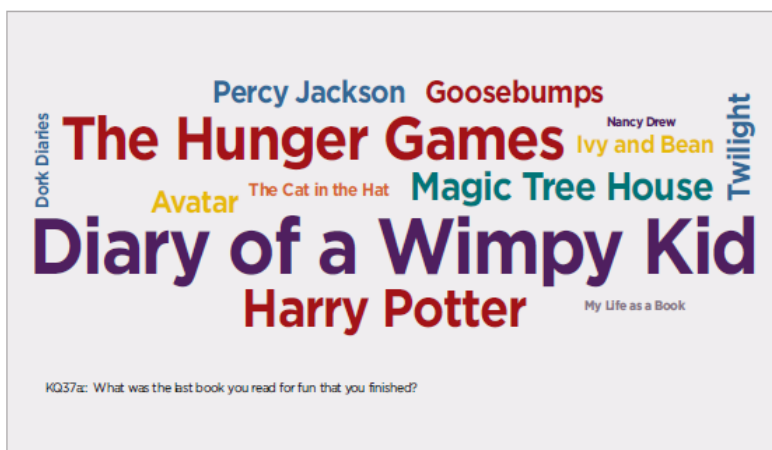 Percy Jackson Goosebumps
Dork Diaries
The Hunger Games
Nancy Drew
Ivy and Bean
Twilight
Avatar
The Cat in the Hat
Magic Tree House
Diary of a Wimpy Kid
Harry Potter
My Life as a Book
KQ37a:: What was the last book you read for fun that you finished?